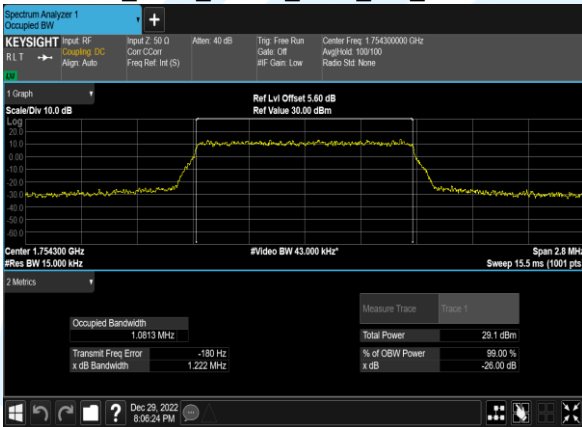 Spectrum Analyzer 1
Occupied BW
+
KEYSIGHT
Input: RF
Coupling: DC
Align: Auto
Input Z: 50 Ω
Corr CCorr
Freq Ref: Int (S)
Atten: 40 dB
Trig: Free Run
Gate: Off
#IF Gain: Low
Center Freq: 1.754300000 GHz
Avg|Hold: 100/100
Radio Std: None
R L T
1 Graph
Scale/Div 10.0 dB
Ref Lvl Offset 5.60 dB
Ref Value 30.00 dBm
Log
20.0
10.0
0.00
-10.0
-20.0
-30.0
-40.0
-50.0
-60.0
Center 1.754300 GHz
#Res BW 15.000 kHz
#Video BW 43.000 kHz*
Span 2.8 MHz
Sweep 15.5 ms (1001 pts
2 Metrics
Measure Trace
Trace 1
Occupied Bandwidth
1.0813 MHz
Total Power
29.1 dBm
Transmit Freq Error
-180 Hz
% of OBW Power
99.00 %
x dB Bandwidth
1.222 MHz
x dB
-26.00 dB
?
Dec 29, 2022
8:06:24 PM